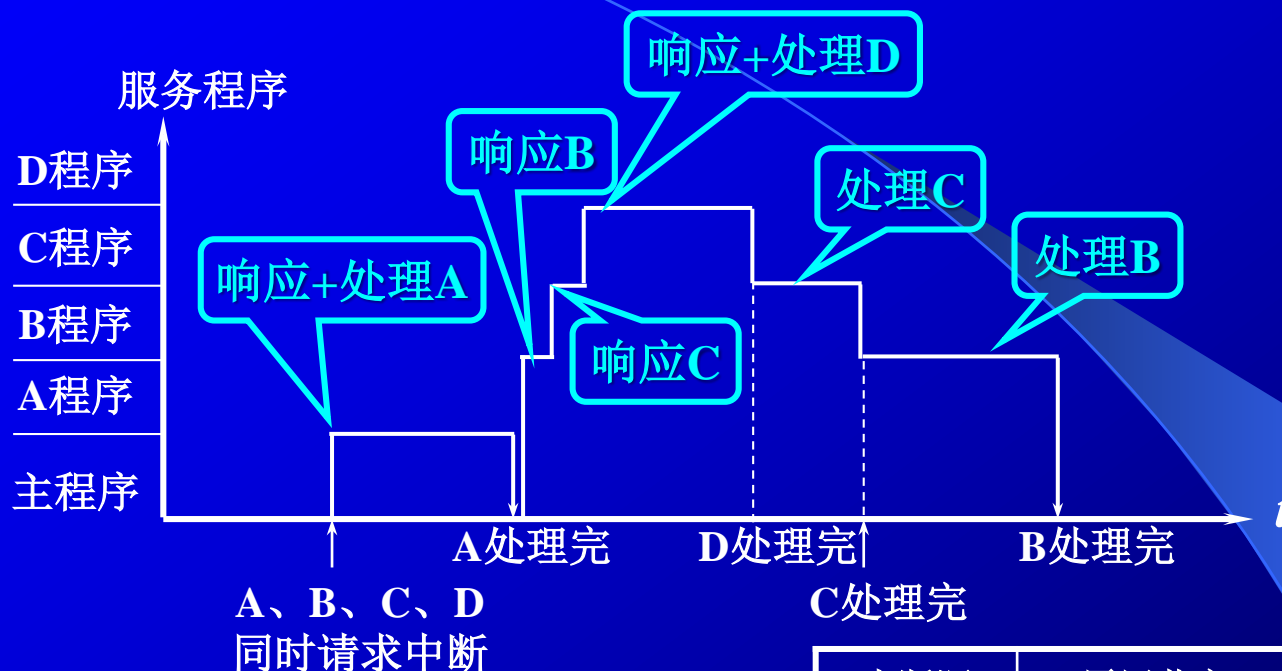 响应+处理D
服务程序
响应B
D程序
处理C
C程序
处理B
响应+处理A
B程序
响应C
A程序
主程序
t
A处理完
D处理完
B处理完
A、B、C、D
同时请求中断
C处理完